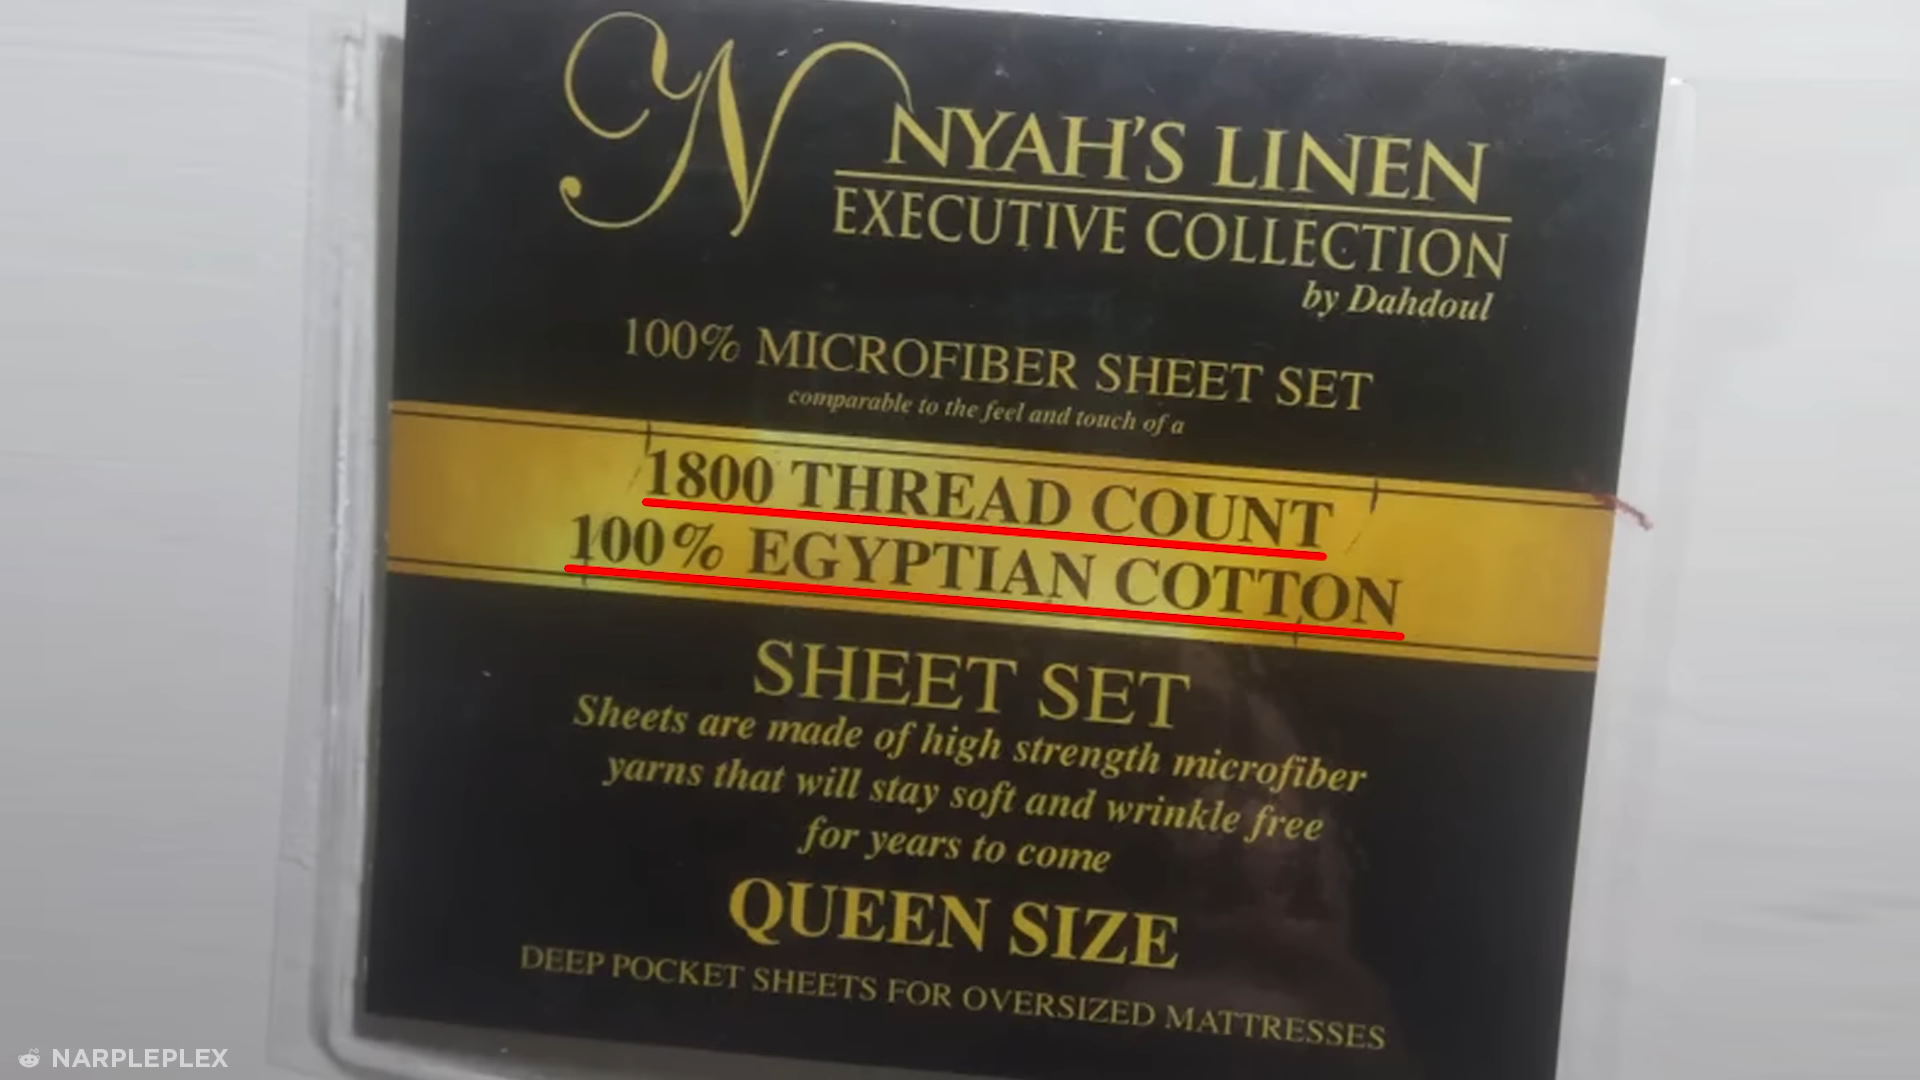 N NYAH'S LINEN
EXECUTIVE COLLECTION
by Dahdoul
100% MICROFIBER SHEET SET
comparable to the feel and touch of a
1800 THREAD COUNT
100% EGYPTIAN COTTON
SHEET SET
Sheets are made of high strength microfiber
yarns that will stay soft and wrinkle free
for years to come
QUEEN SIZE
DEEP POCKET SHEETS FOR OVERSIZED MATTRESSES
NARPLEPLEX